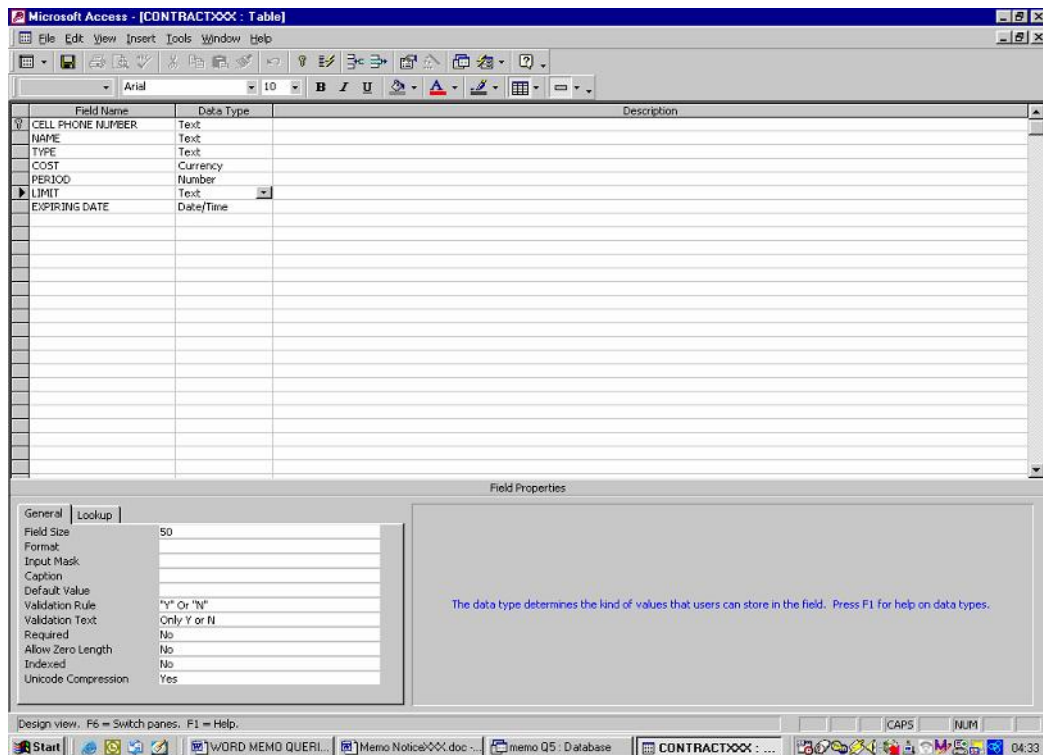 Microsoft Access - [CONTRACTXXX : Table]
File Edit View Insert Tools Window Help
Arial 10 B I U A
Field Name Data Type Description
CELL PHONE NUMBER Text
NAME Text
TYPE Text
COST Currency
PERIOD Number
LIMIT Text
EXPIRING DATE Date/Time
Field Properties
General Lookup
Field Size 50
Format
Input Mask
Caption
Default Value
Validation Rule "Y" Or "N"
Validation Text Only Y or N
Required No
Allow Zero Length No
Indexed No
Unicode Compression Yes
The data type determines the kind of values that users can store in the field. Press F1 for help on data types.
Design view. F6 = Switch panes. F1 = Help. CAPS NUM
Start WORD MEMO QUERI... Memo NoticeXXX.doc -... memo Q5 : Database CONTRACTXXX : ... 04:33